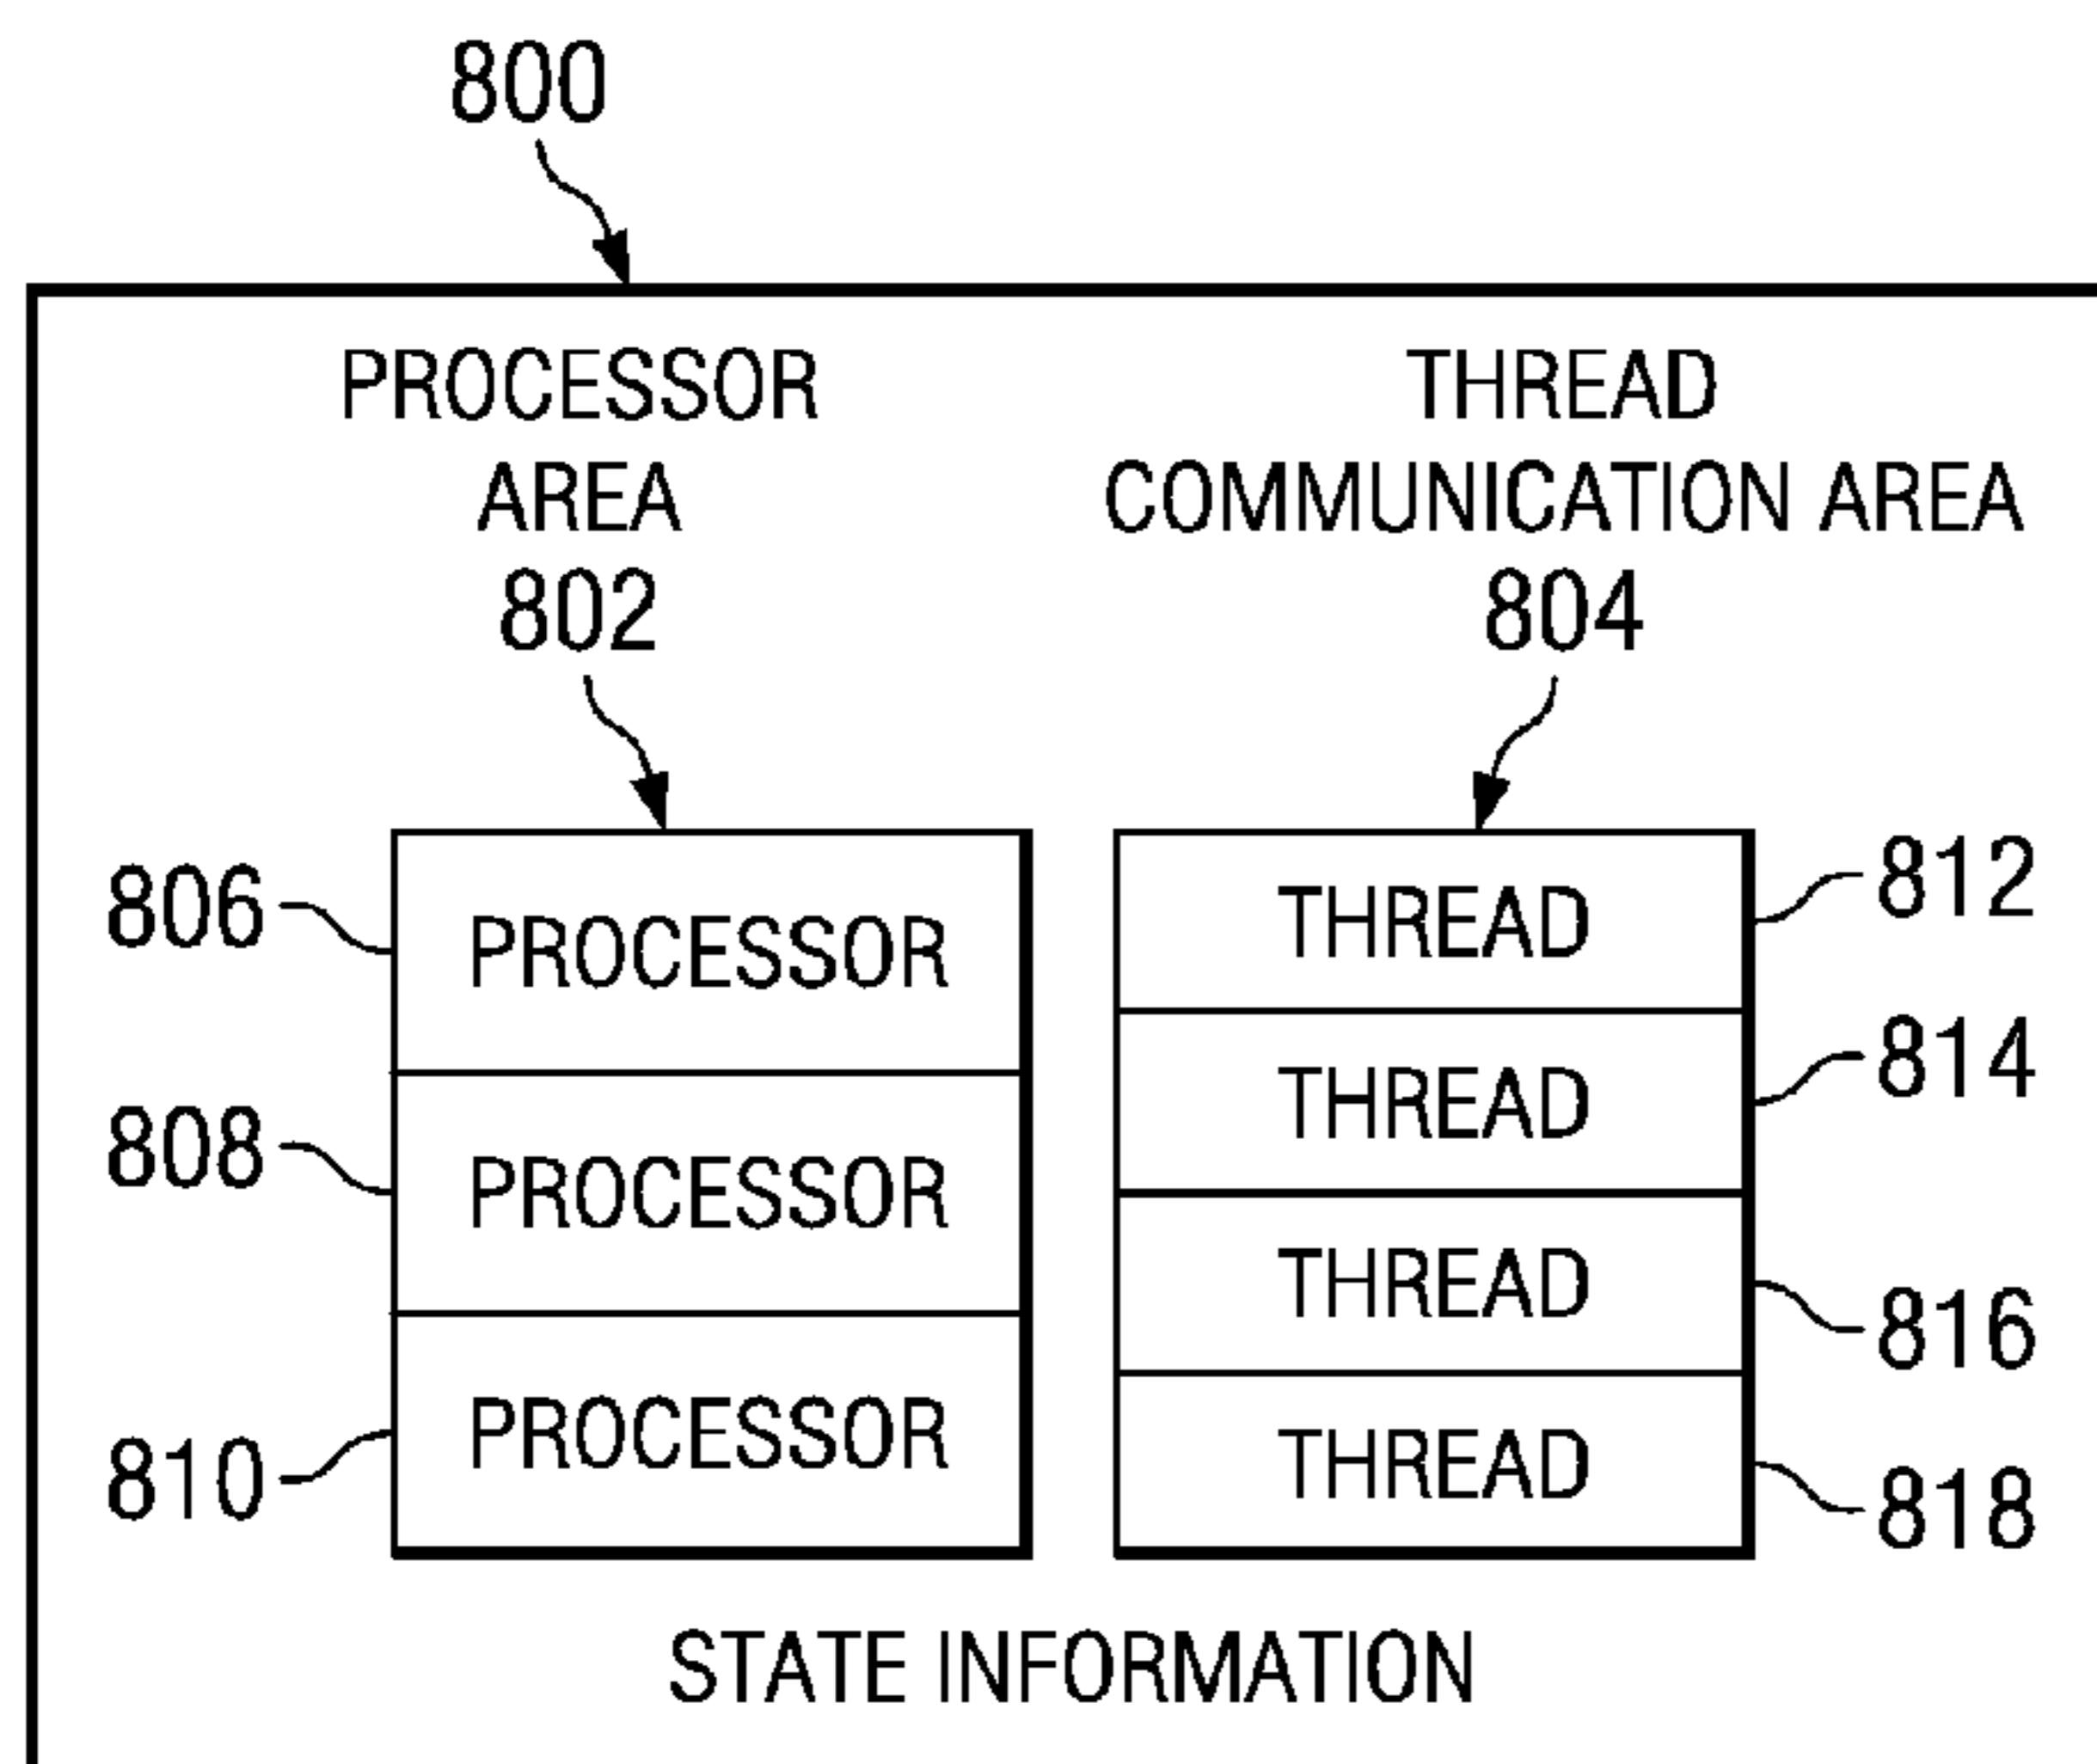 800
PROCESSOR
AREA
802
THREAD
COMMUNICATION AREA
804
806
PROCESSOR
808
PROCESSOR
810
PROCESSOR
THREAD
812
THREAD
814
THREAD
816
THREAD
818
STATE INFORMATION